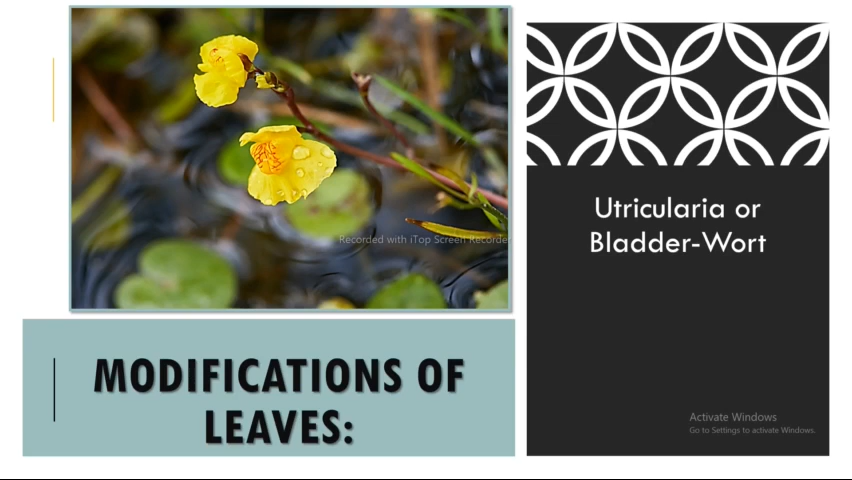 Recorded with iTop Screen Recorde
Utricularia or
Bladder-Wort
MODIFICATIONS OF
LEAVES:
Activate Windows
Go to Settings to activate Windows.